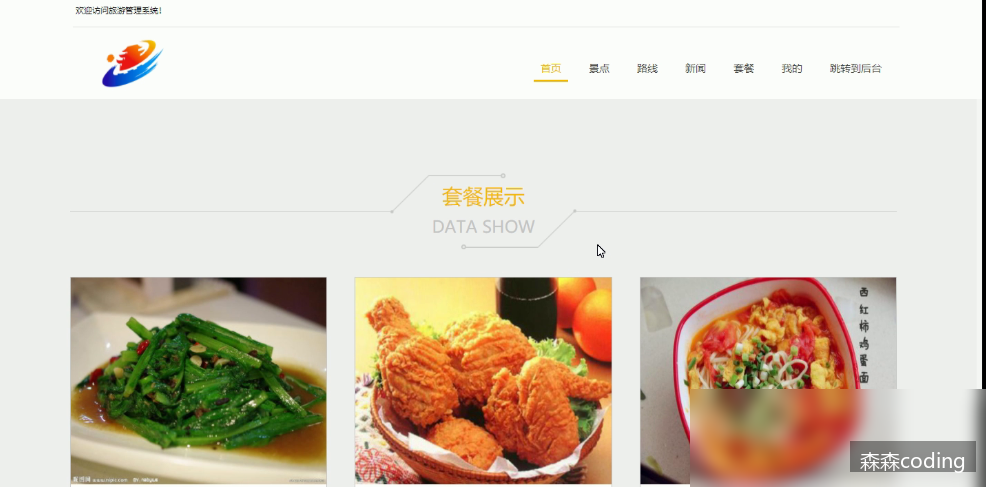 欢迎访问旅游管理系统!
首页 景点 路线 新闻 套餐 我的 跳转到后台
套餐展示
DATA SHOW
西红柿鸡蛋面
森森coding